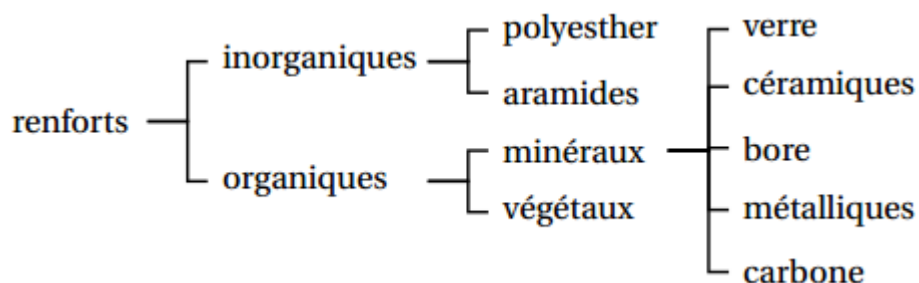 renforts
inorganiques
organiques
polyesther
aramides
minéraux
végétaux
verre
céramiques
bore
métalliques
carbone